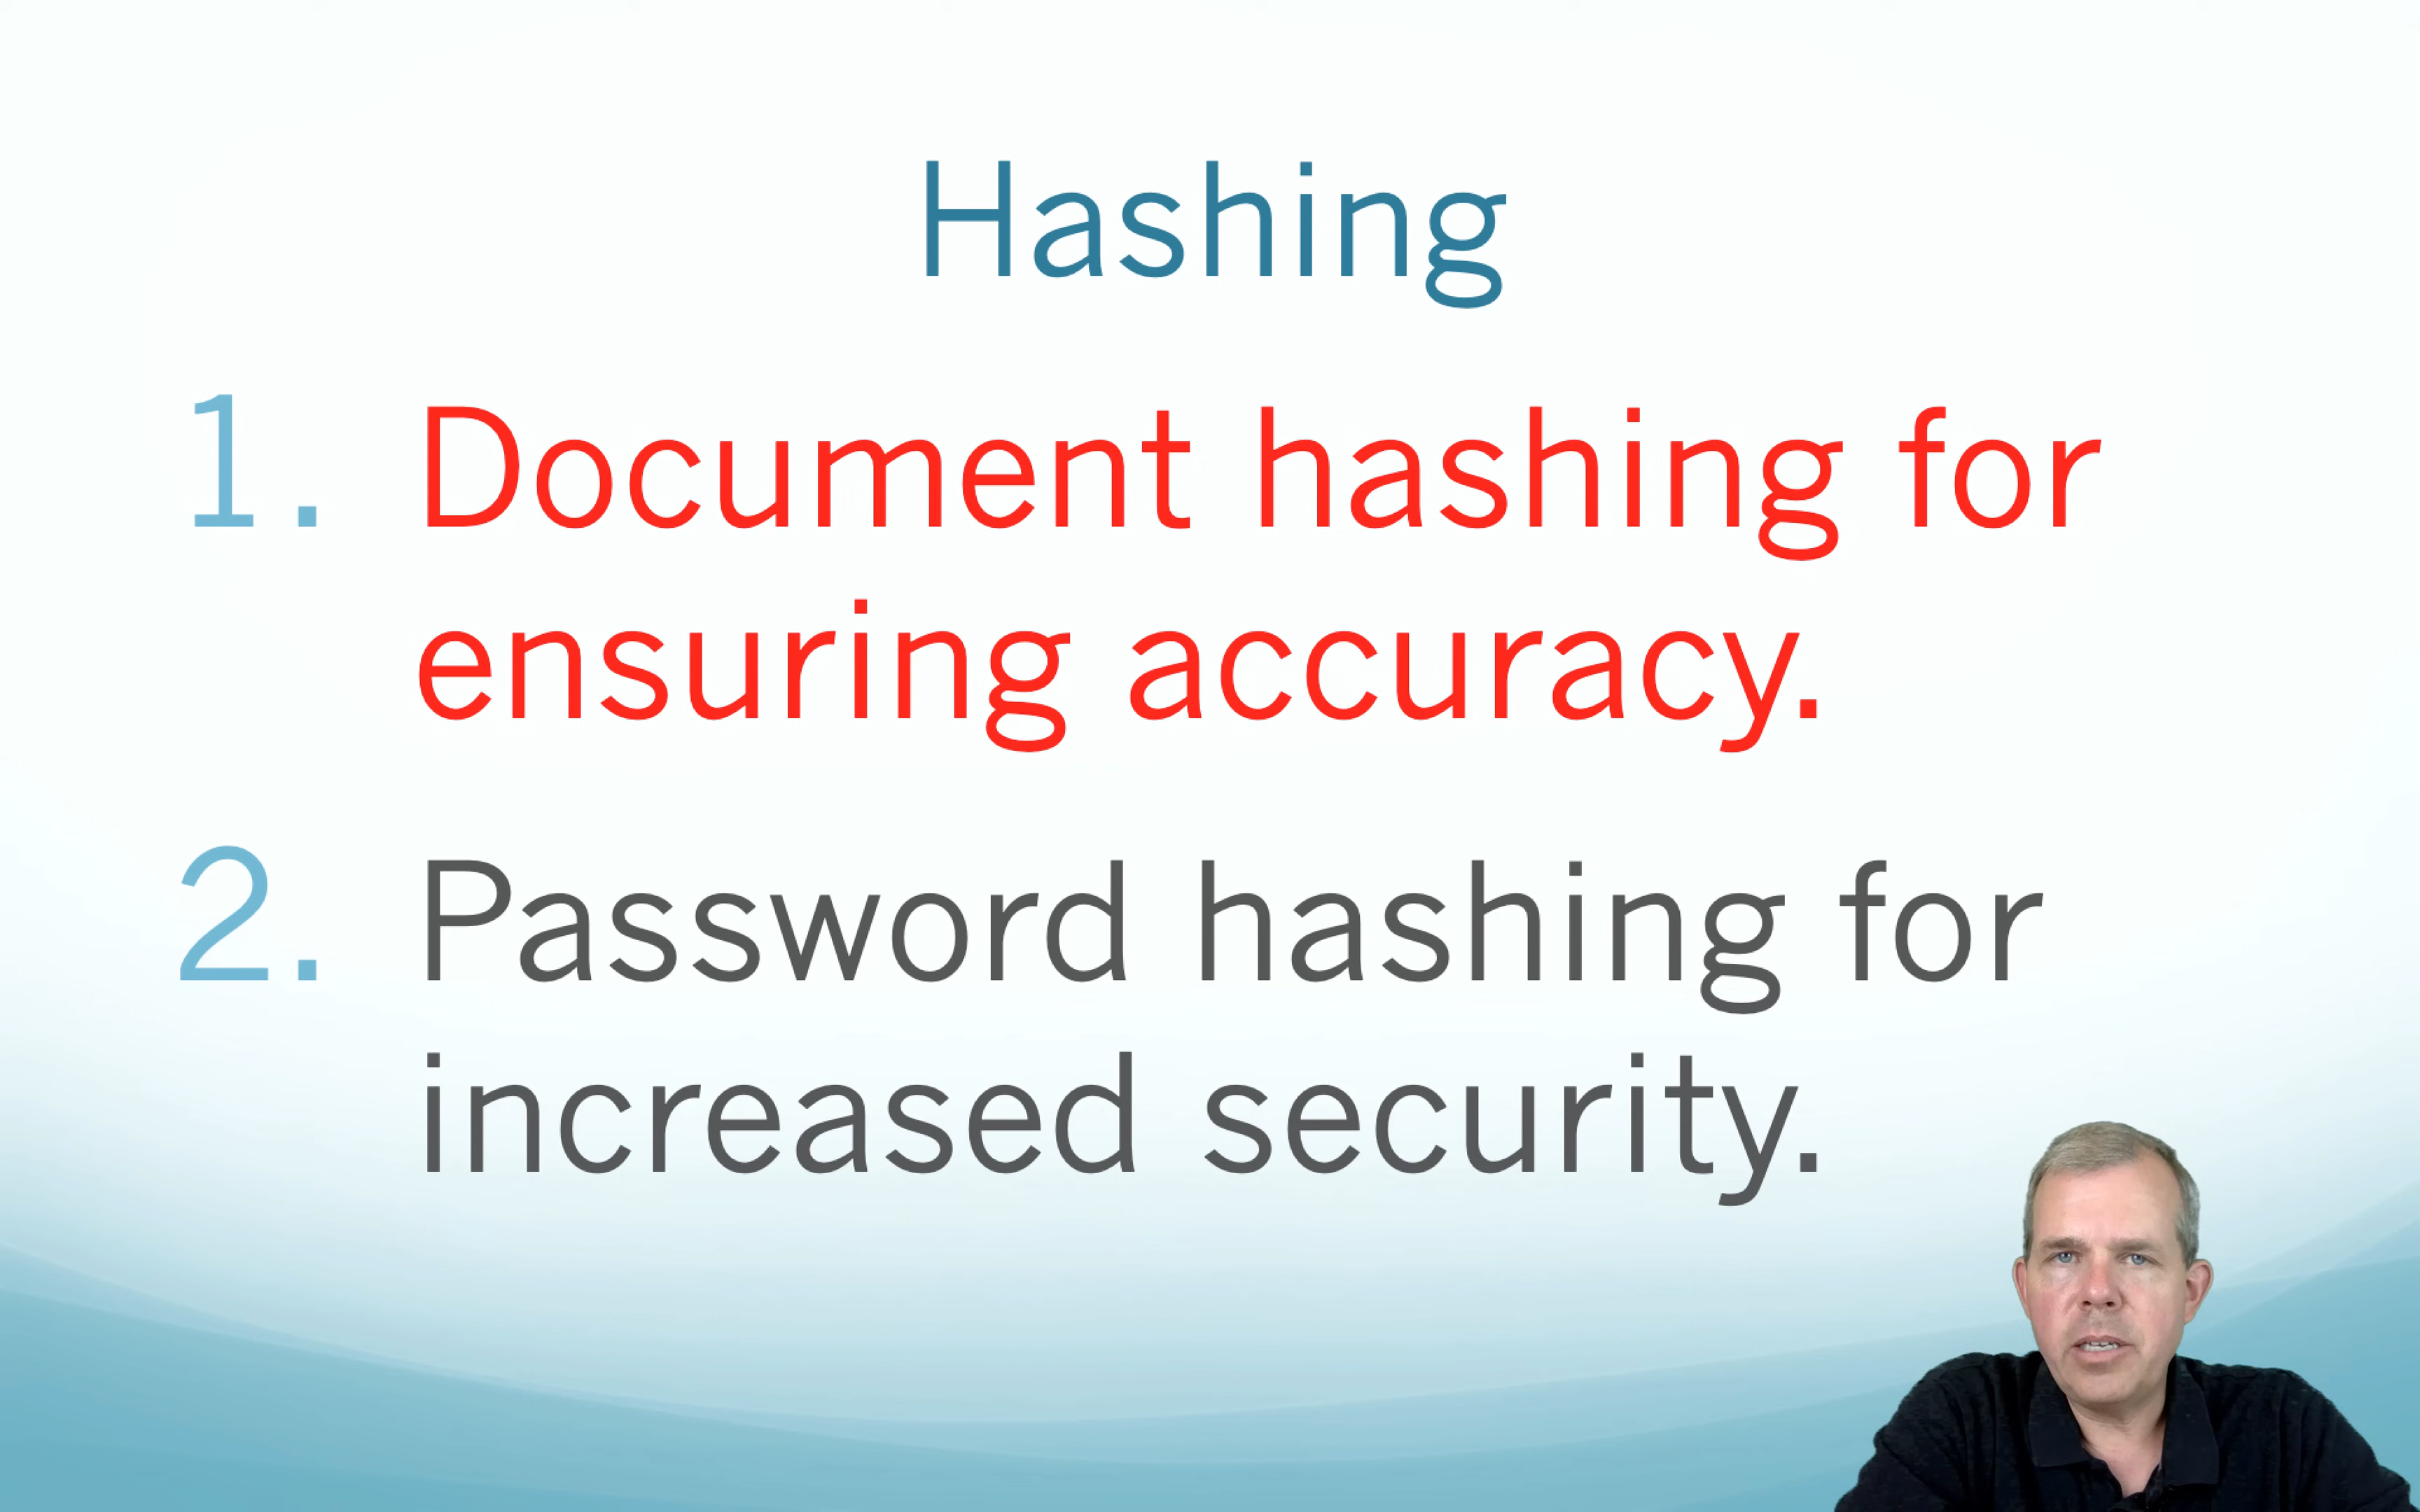 Hashing
1. Document hashing for
ensuring accuracy.
2. Password hashing for
increased security.